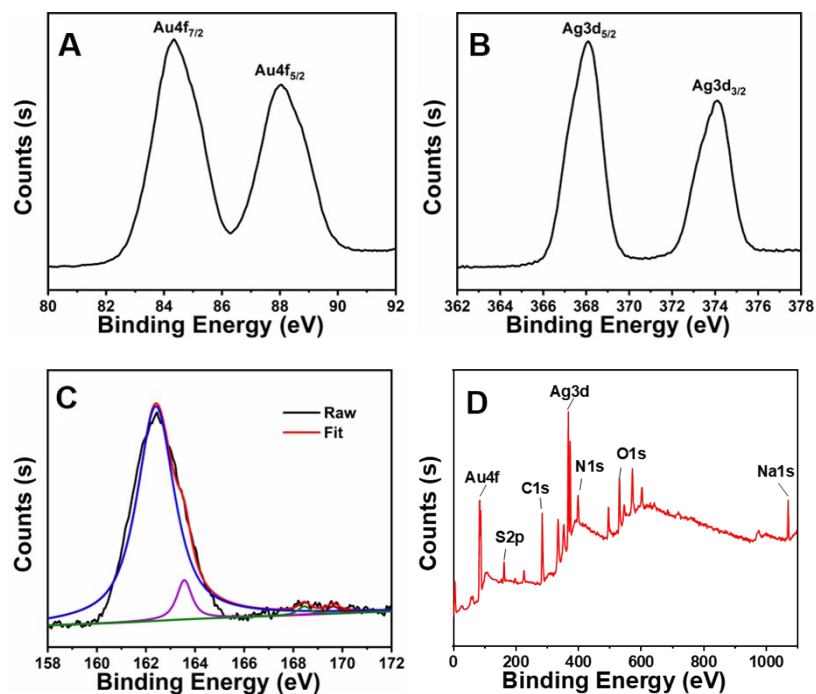 A
Au4f7/2
Au4f5/2
Counts (s)
80 82 84 86 88 90 92
Binding Energy (eV)
B
Ag3d5/2
Ag3d3/2
Counts (s)
362 364 366 368 370 372 374 376 378
Binding Energy (eV)
C
Raw
Fit
Counts (s)
158 160 162 164 166 168 170 172
Binding Energy (eV)
D
Ag3d
Au4f
S2p
C1s
N1s
O1s
Na1s
Counts (s)
0 200 400 600 800 1000
Binding Energy (eV)